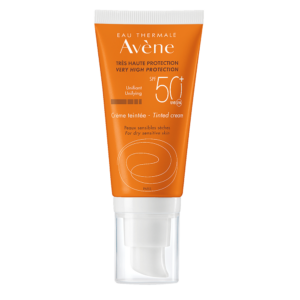 EAU THERMALE
Avène
TRÈS HAUTE PROTECTION
VERY HIGH PROTECTION
SPF 50+
Unifiant
Unifying
Crème teintée - Tinted cream
Peaux sensibles sèches
For dry sensitive skin